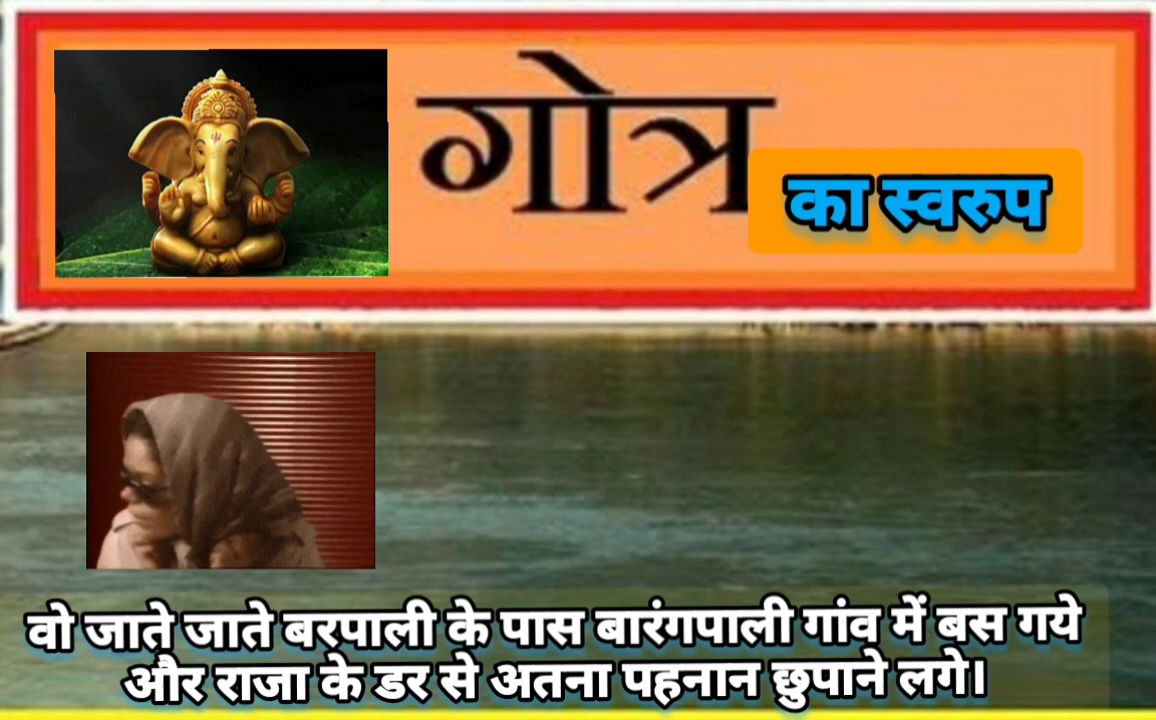 गोत्र
का स्वरुप
वो जाते जाते बरपाली के पास बारंगपाली गांव में बस गये
और राजा के डर से अतना पहनान छुपाने लगे।